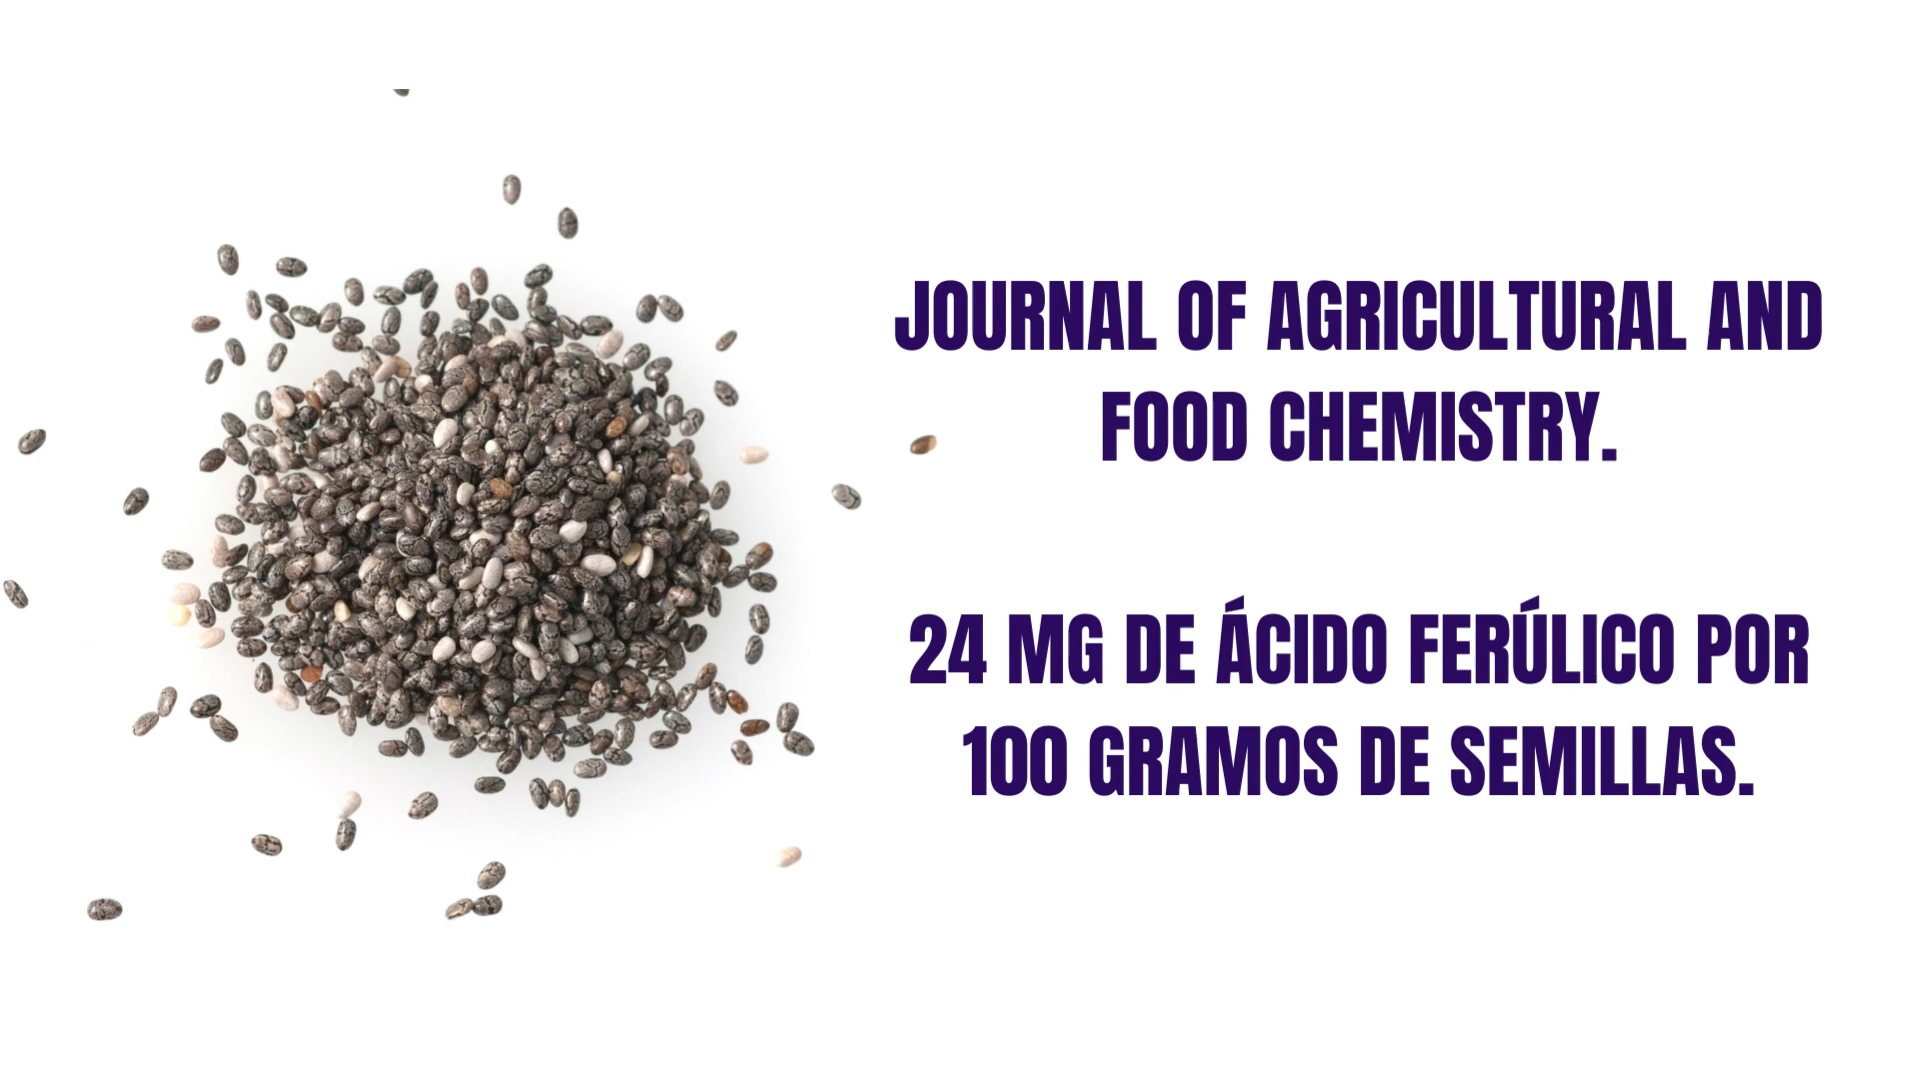 JOURNAL OF AGRICULTURAL AND
FOOD CHEMISTRY.
24 MG DE ÁCIDO FERÚLICO POR
100 GRAMOS DE SEMILLAS.